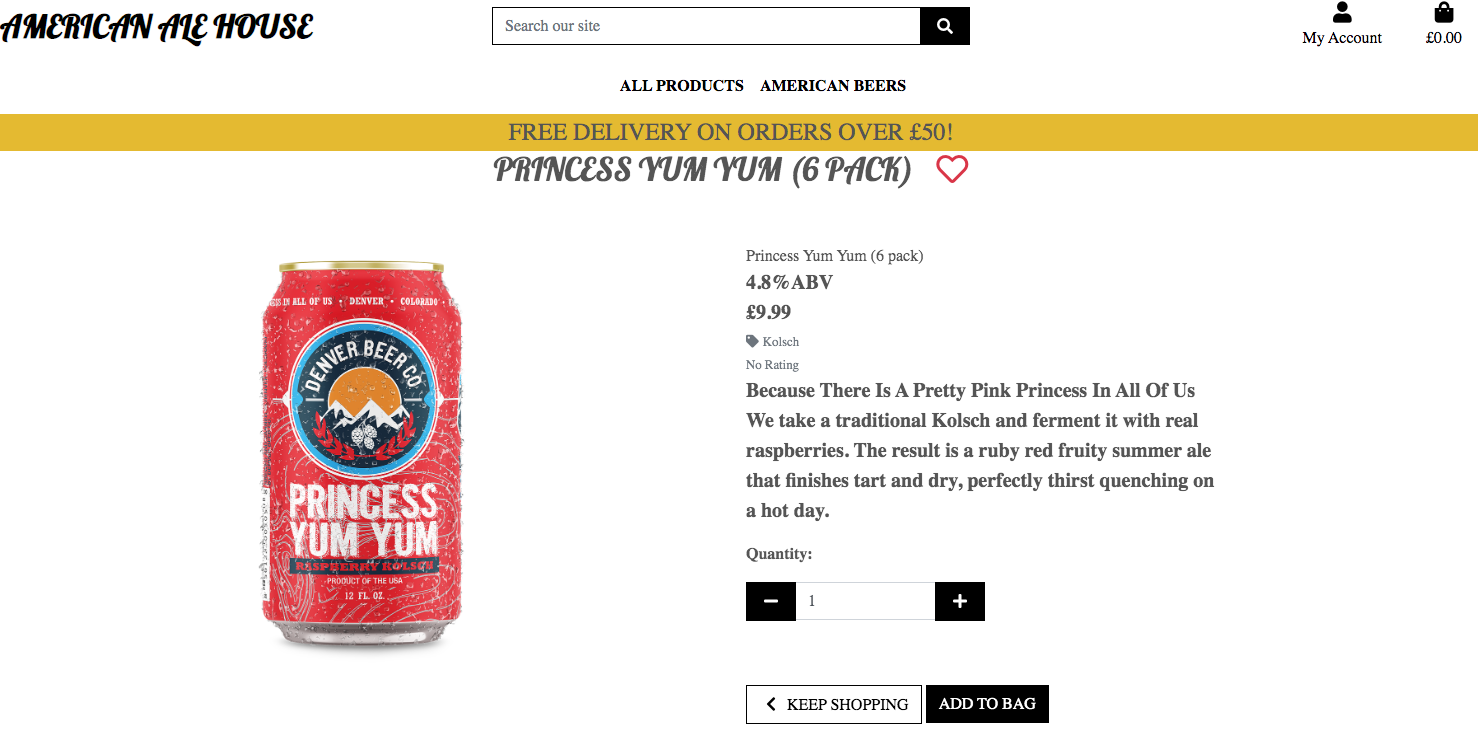 AMERICAN ALE HOUSE
Search our site
My Account
£0.00
ALL PRODUCTS AMERICAN BEERS
FREE DELIVERY ON ORDERS OVER £50!
PRINCESS YUM YUM (6 PACK)
IN ALL OF US • DENVER • COLORADO •
DENVER BEER CO
PRINCESS
YUM YUM
RASPBERRY KOLSCH
PRODUCT OF THE USA
12 FL. OZ.
Princess Yum Yum (6 pack)
4.8%ABV
£9.99
Kolsch
No Rating
Because There Is A Pretty Pink Princess In All Of Us
We take a traditional Kolsch and ferment it with real
raspberries. The result is a ruby red fruity summer ale
that finishes tart and dry, perfectly thirst quenching on
a hot day.
Quantity:
1
KEEP SHOPPING
ADD TO BAG